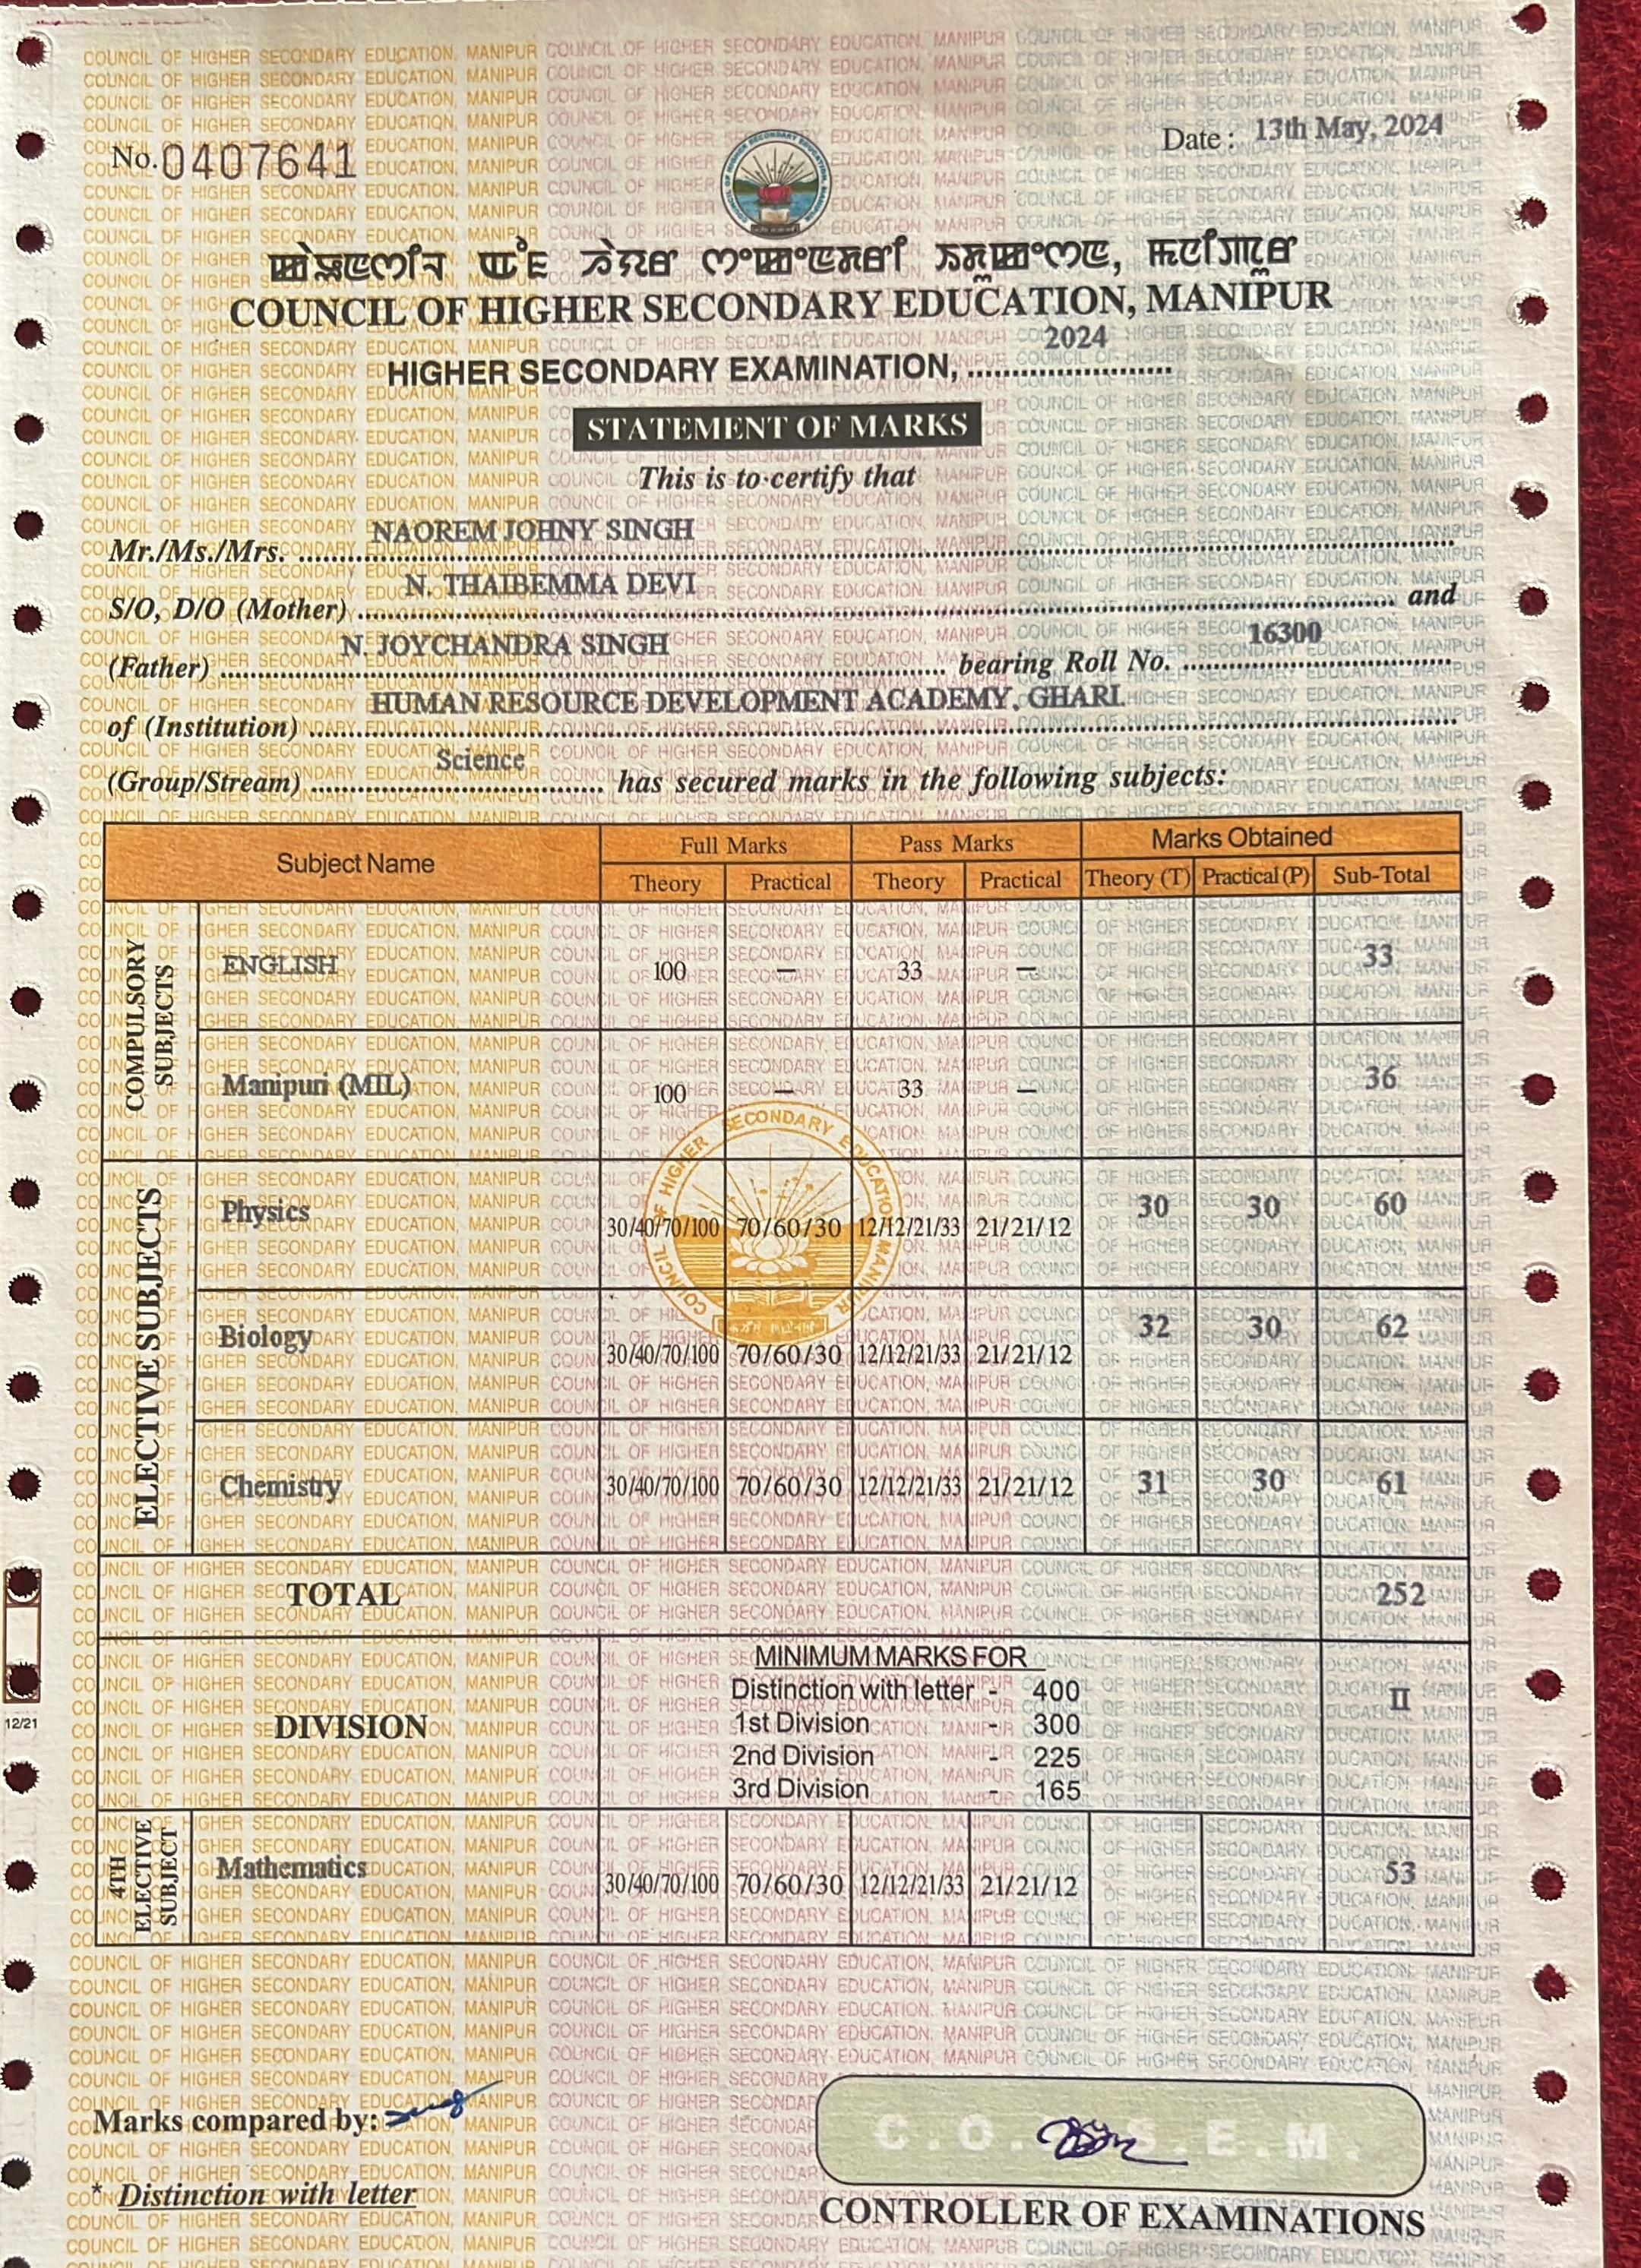 No. 0407641
Date : 13th May, 2024
COUNCIL OF HIGHER SECONDARY EDUCATION, MANIPUR
HIGHER SECONDARY EXAMINATION, 2024
STATEMENT OF MARKS
This is to certify that
Mr./Ms./Mrs. NAOREM JOHNY SINGH
S/O, D/O (Mother) N. THAIBEMMA DEVI and
(Father) N. JOYCHANDRA SINGH bearing Roll No. 16300
of (Institution) HUMAN RESOURCE DEVELOPMENT ACADEMY, GHARI.
(Group/Stream) Science has secured marks in the following subjects:
Subject Name Full Marks Pass Marks Marks Obtained
Theory Practical Theory Practical Theory (T) Practical (P) Sub-Total
COMPULSORY SUBJECTS
ENGLISH 100 – 33 – 33
Manipuri (MIL) 100 – 33 – 36
ELECTIVE SUBJECTS
Physics 30/40/70/100 70/60/30 12/12/21/33 21/21/12 30 30 60
Biology 30/40/70/100 70/60/30 12/12/21/33 21/21/12 32 30 62
Chemistry 30/40/70/100 70/60/30 12/12/21/33 21/21/12 31 30 61
TOTAL 252
DIVISION
MINIMUM MARKS FOR
Distinction with letter - 400
1st Division - 300
2nd Division - 225
3rd Division - 165
II
4TH ELECTIVE SUBJECT
Mathematics 30/40/70/100 70/60/30 12/12/21/33 21/21/12 53
12/21
Marks compared by:
C.O. S.E.M.
* Distinction with letter
CONTROLLER OF EXAMINATIONS